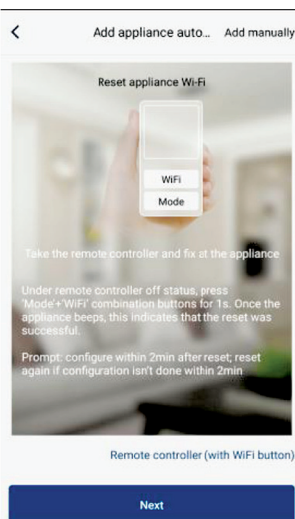 Add appliance auto... Add manually
Reset appliance Wi-Fi
WiFi
Mode
Take the remote controller and fix at the appliance
Under remote controller off status, press
'Mode'+'WiFi' combination buttons for 1s. Once the
appliance beeps, this indicates that the reset was
successful.
Prompt: configure within 2min after reset; reset
again if configuration isn't done within 2min
Remote controller (with WiFi button)
Next